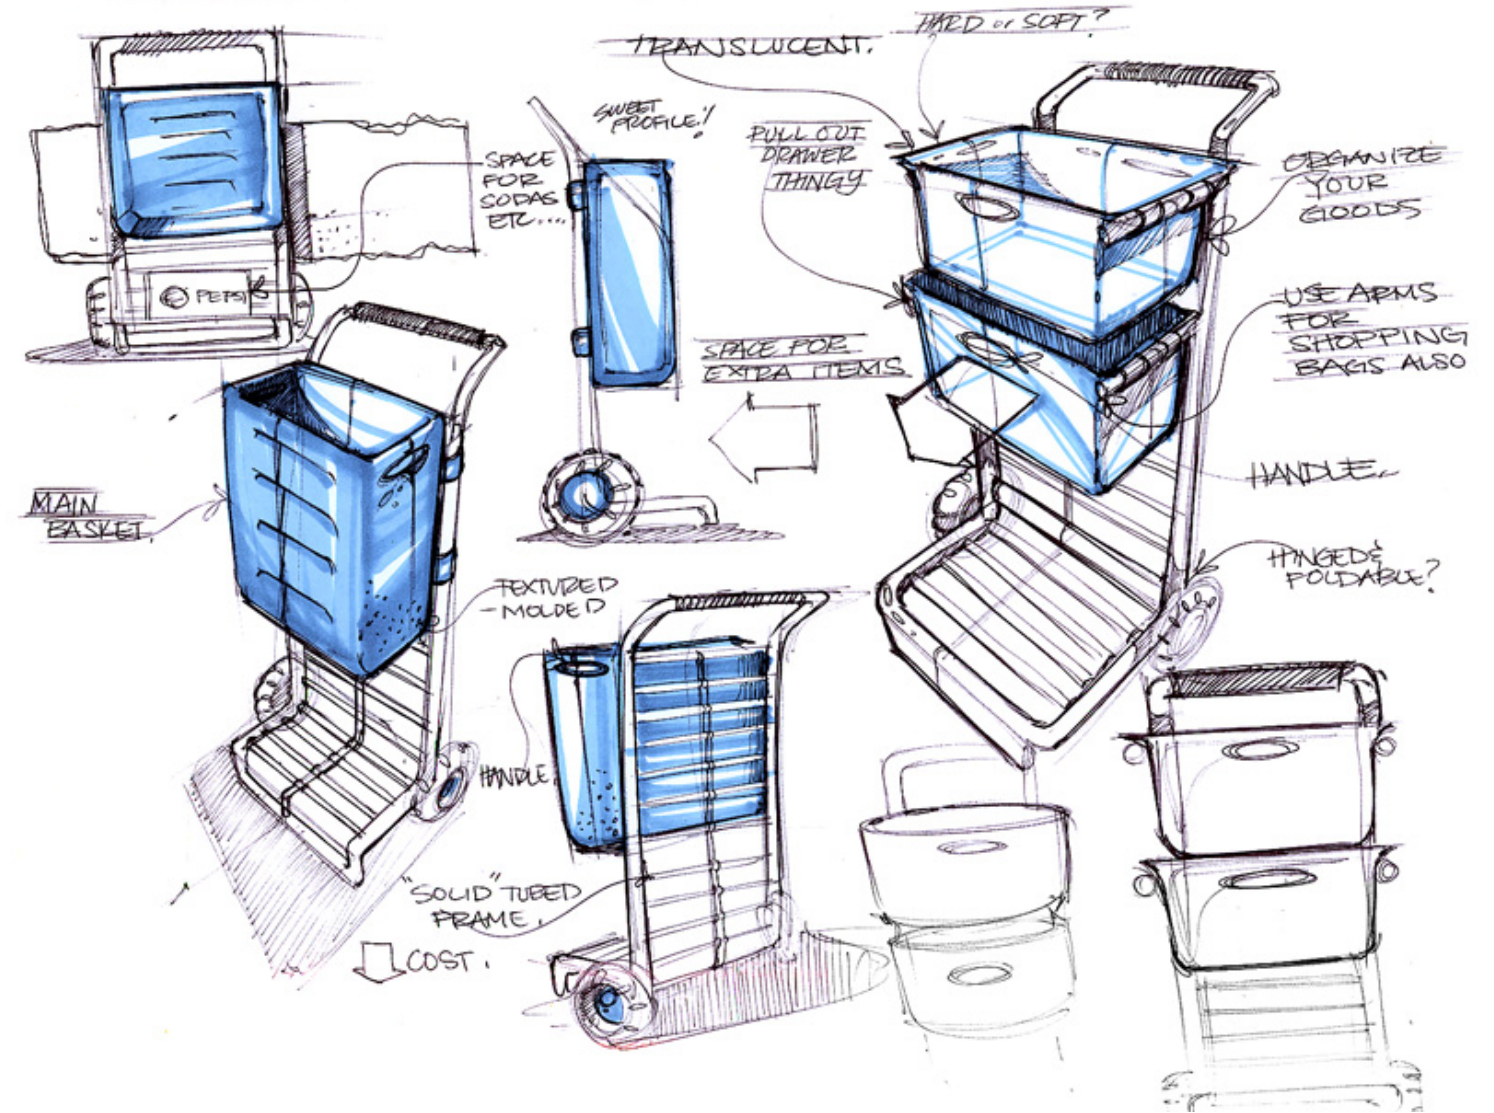 TRANSLUCENT.
HARD or SOFT?
SWEET
PROFILE!
PULL OUT
DRAWER
THINGY
SPACE
FOR
SODAS
ETC....
ORGANIZE
YOUR
GOODS
PEPSI
USE ARMS
FOR
SHOPPING
BAGS ALSO
SPACE FOR
EXTRA ITEMS
HANDLE
MAIN
BASKET
HINGED &
FOLDABLE?
TEXTURED
- MOLDED
HANDLE
"SOLID" TUBED
FRAME.
COST.